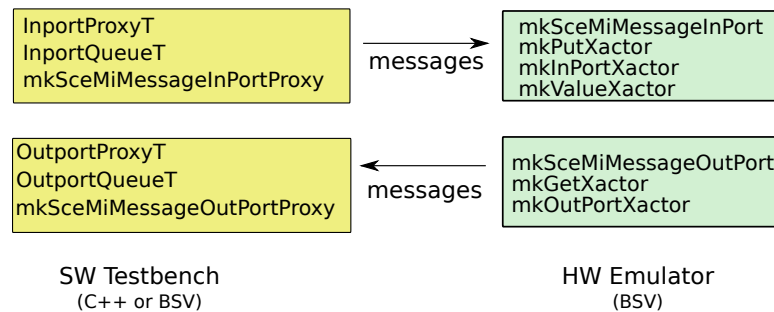 InportProxyT
InportQueueT
mkSceMiMessageInPortProxy
messages
mkSceMiMessageInPort
mkPutXactor
mkInPortXactor
mkValueXactor
OutportProxyT
OutportQueueT
mkSceMiMessageOutPortProxy
messages
mkSceMiMessageOutPort
mkGetXactor
mkOutPortXactor
SW Testbench
(C++ or BSV)
HW Emulator
(BSV)